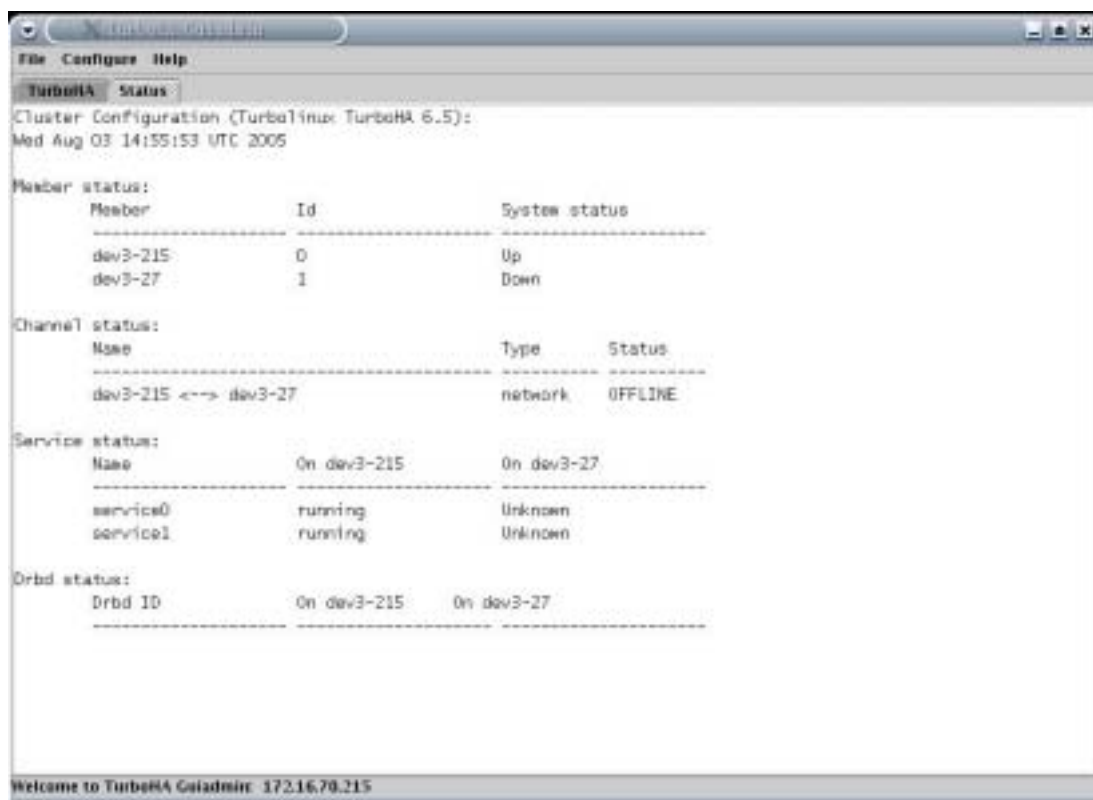 File Configure Help
TurboHA Status
Cluster Configuration (Turbolinux TurboHA 6.5):
Wed Aug 03 14:55:53 UTC 2005
Member status:
Member Id System status
-------------------- -------------------- ---------------------
dev3-215 0 Up
dev3-27 1 Down
Channel status:
Name Type Status
----------------------------------------- ---------- ----------
dev3-215 <--> dev3-27 network OFFLINE
Service status:
Name On dev3-215 On dev3-27
-------------------- -------------------- ---------------------
service0 running Unknown
service1 running Unknown
Drbd status:
Drbd ID On dev3-215 On dev3-27
-------------------- -------------------- ---------------------
Welcome to TurboHA Guiadmin: 172.16.70.215